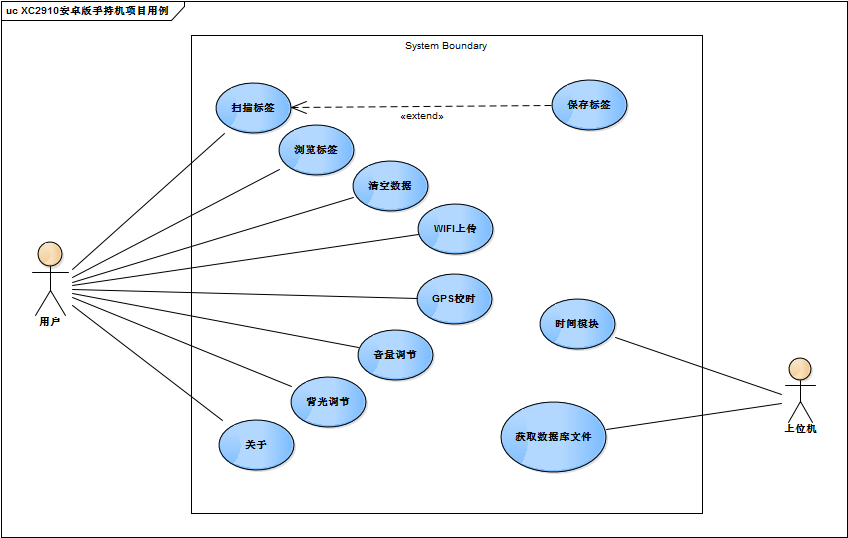 uc XC2910安卓版手持机项目用例
System Boundary
扫描标签
保存标签
«extend»
浏览标签
清空数据
WIFI上传
GPS校时
时间模块
音量调节
背光调节
获取数据库文件
关于
用户
上位机